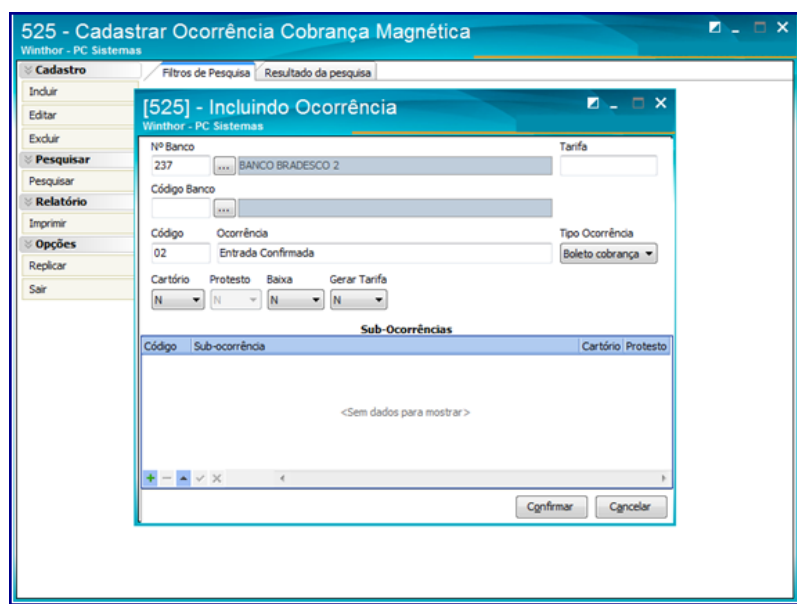 525 - Cadastrar Ocorrência Cobrança Magnética
Winthor - PC Sistemas
Cadastro
Incluir
Editar
Excluir
Pesquisar
Pesquisar
Relatório
Imprimir
Opções
Replicar
Sair
Filtros de Pesquisa Resultado da pesquisa
[525] - Incluindo Ocorrência
Winthor - PC Sistemas
Nº Banco Tarifa
237 ... BANCO BRADESCO 2
Código Banco
...
Código Ocorrência Tipo Ocorrência
02 Entrada Confirmada Boleto cobrança
Cartório Protesto Baixa Gerar Tarifa
N N N N
Sub-Ocorrências
Código Sub-ocorrência Cartório Protesto
<Sem dados para mostrar>
Confirmar Cancelar